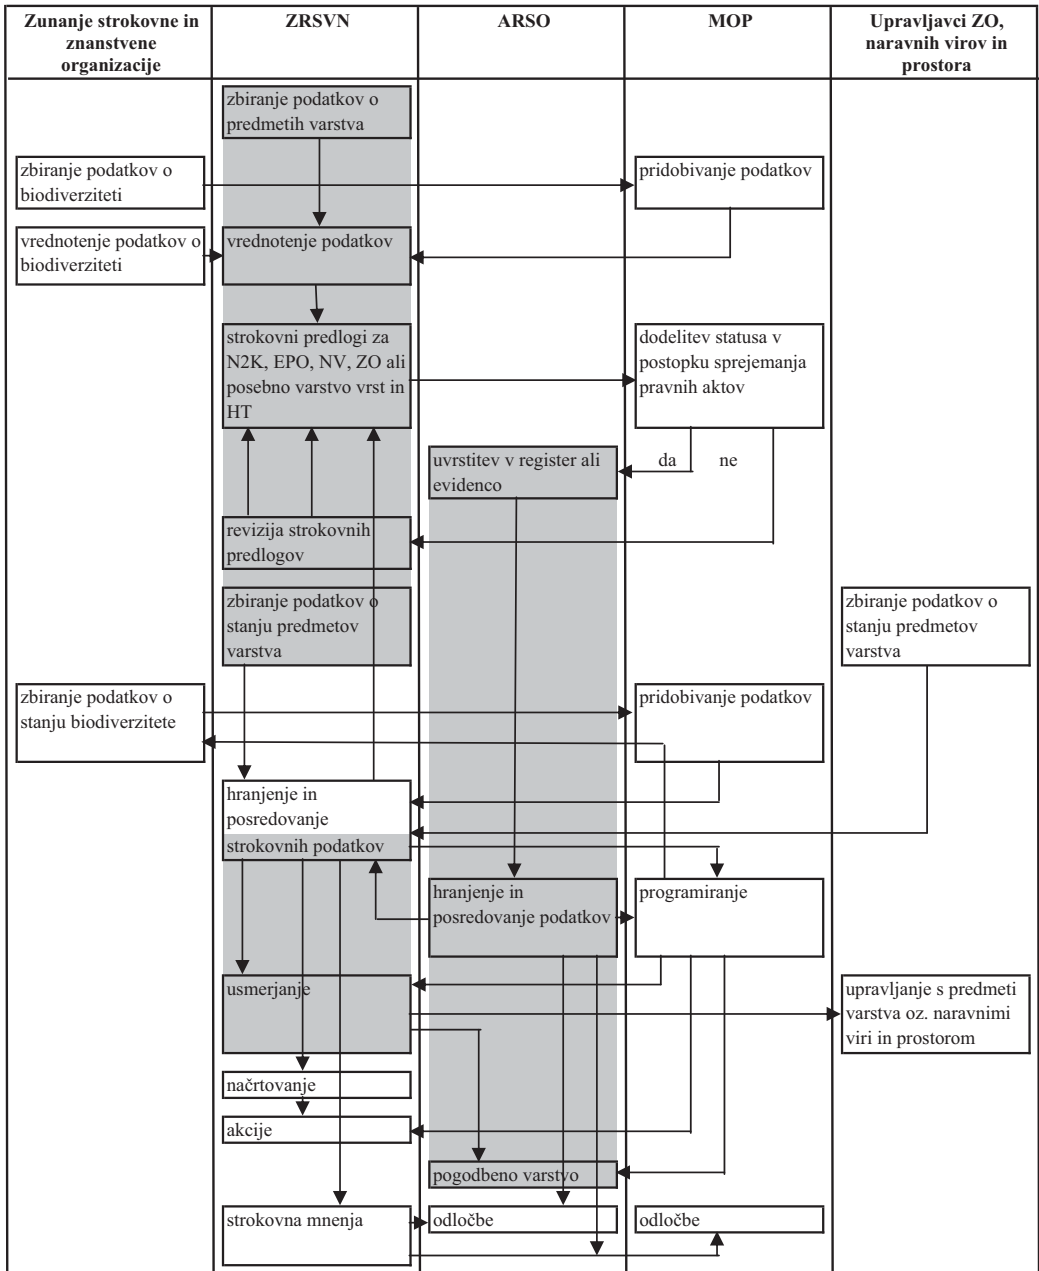 Zunanje strokovne in
znanstvene
organizacije
ZRSVN
ARSO
MOP
Upravljavci ZO,
naravnih virov in
prostora
zbiranje podatkov o
predmetih varstva
zbiranje podatkov o
biodiverziteti
pridobivanje podatkov
vrednotenje podatkov o
biodiverziteti
vrednotenje podatkov
strokovni predlogi za
N2K, EPO, NV, ZO ali
posebno varstvo vrst in
HT
dodelitev statusa v
postopku sprejemanja
pravnih aktov
uvrstitev v register ali
evidenco
da
ne
revizija strokovnih
predlogov
zbiranje podatkov o
stanju predmetov
varstva
zbiranje podatkov o
stanju predmetov
varstva
zbiranje podatkov o
stanju biodiverzitete
pridobivanje podatkov
hranjenje in
posredovanje
strokovnih podatkov
hranjenje in
posredovanje podatkov
programiranje
usmerjanje
upravljanje s predmeti
varstva oz. naravnimi
viri in prostorom
načrtovanje
akcije
pogodbeno varstvo
strokovna mnenja
odločbe
odločbe